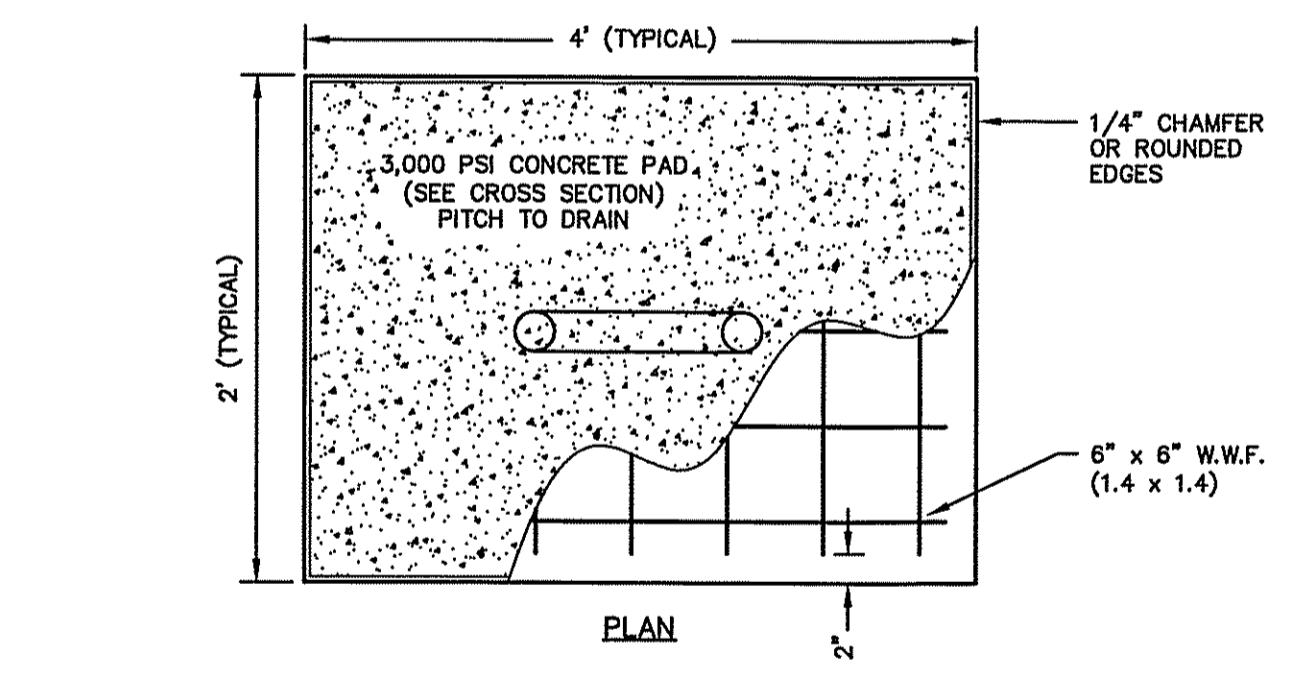 4' (TYPICAL)
1/4" CHAMFER
OR ROUNDED
EDGES
3,000 PSI CONCRETE PAD
(SEE CROSS SECTION)
PITCH TO DRAIN
2' (TYPICAL)
6" x 6" W.W.F.
(1.4 x 1.4)
PLAN
2"